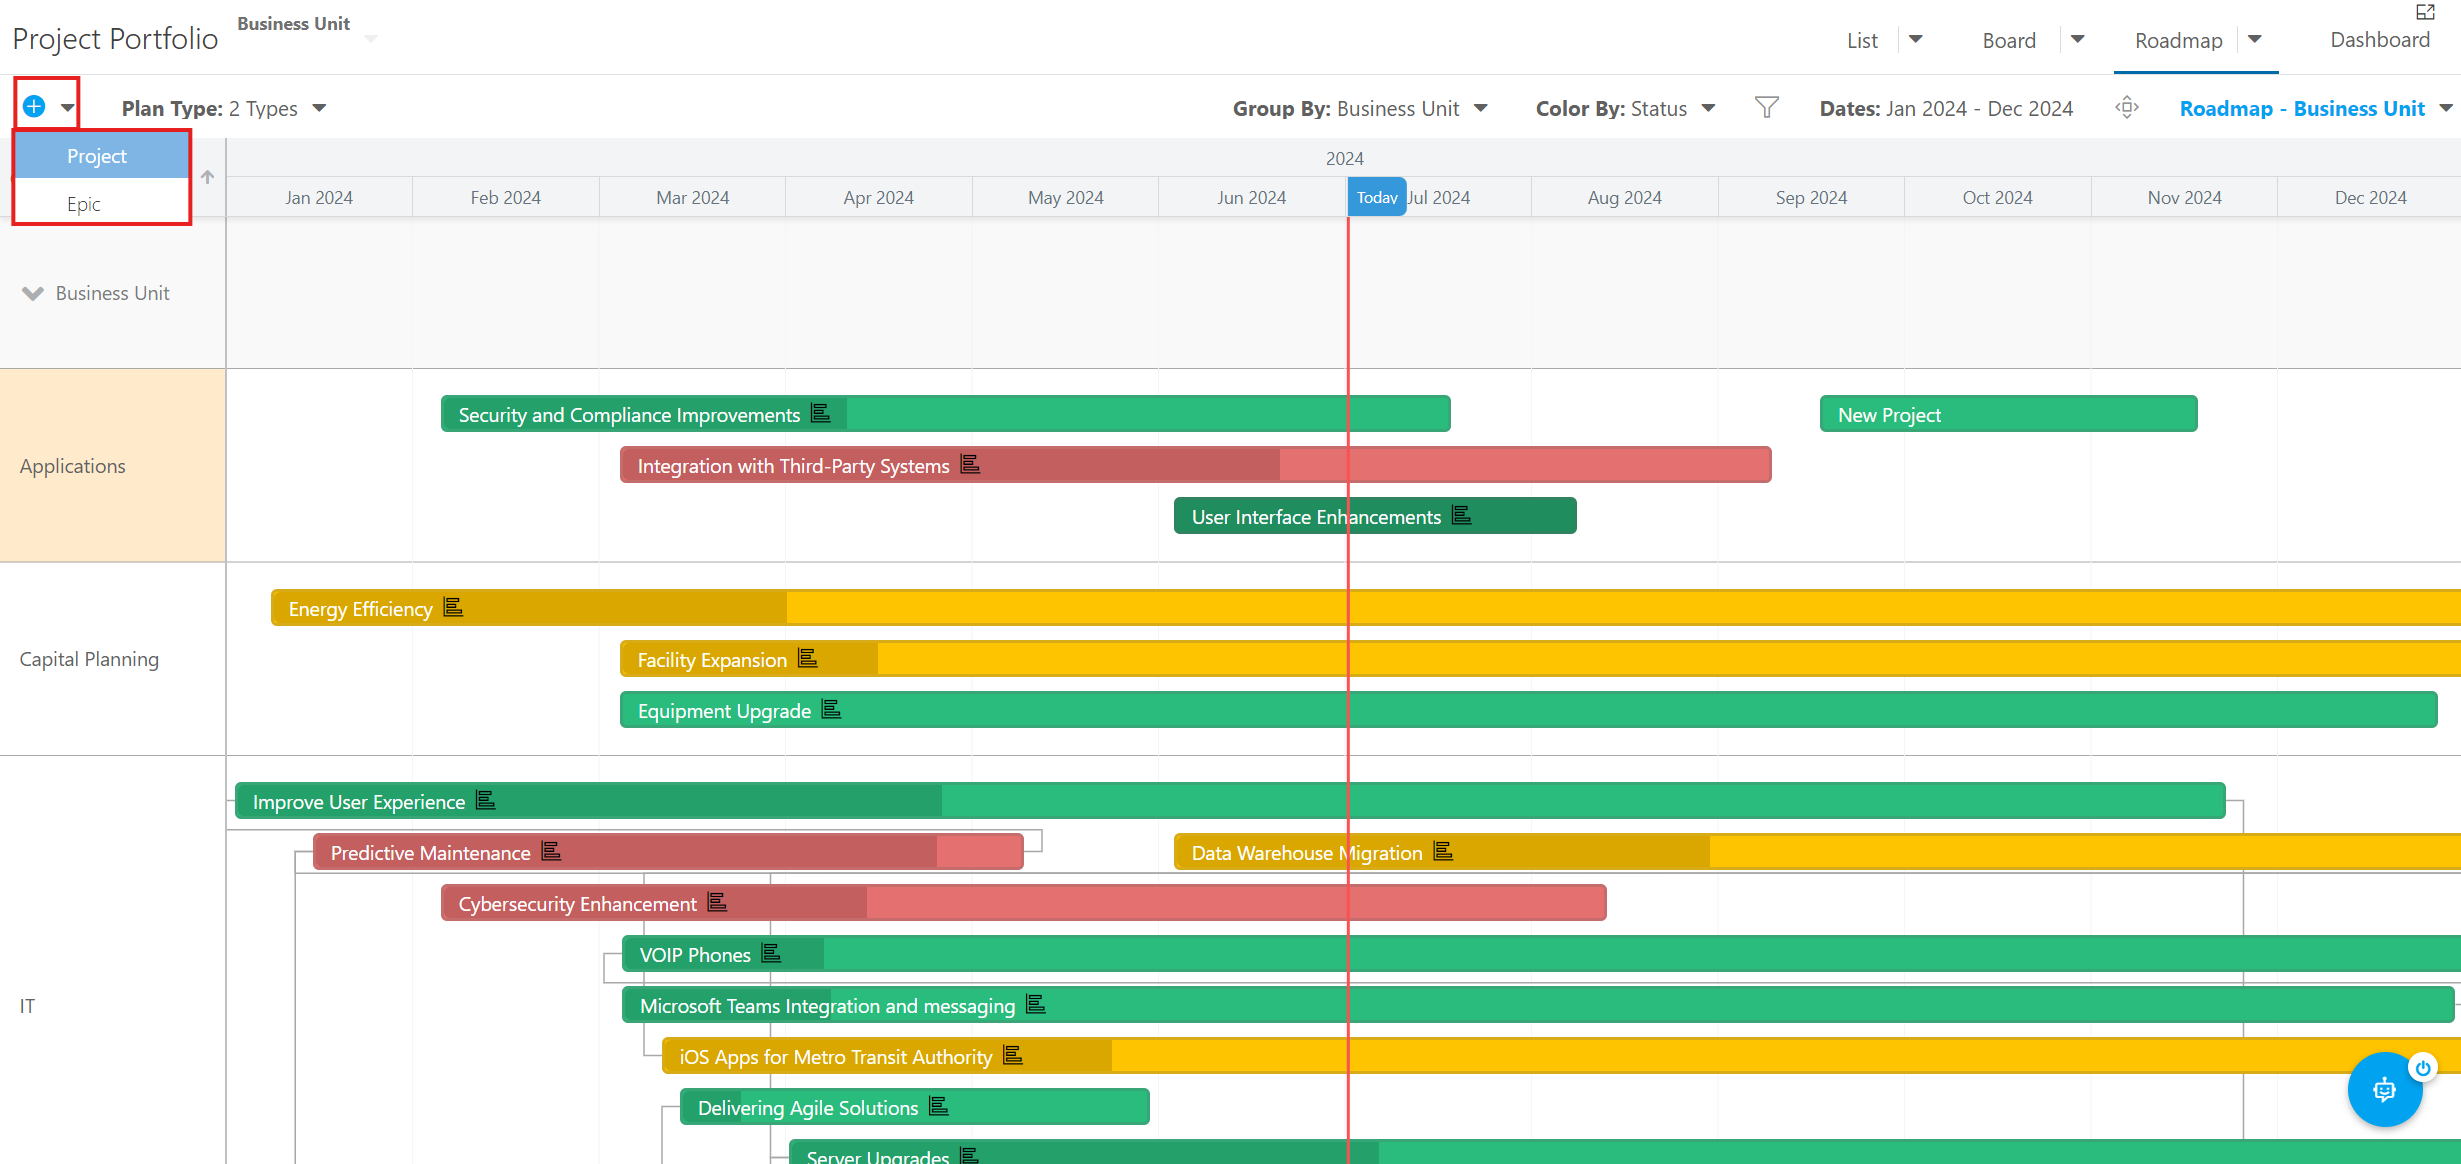 Project Portfolio
Business Unit
List
Board
Roadmap
Dashboard
Plan Type: 2 Types
Group By: Business Unit
Color By: Status
Dates: Jan 2024 - Dec 2024
Roadmap - Business Unit
Project
Epic
2024
Jan 2024
Feb 2024
Mar 2024
Apr 2024
May 2024
Jun 2024
Today
Jul 2024
Aug 2024
Sep 2024
Oct 2024
Nov 2024
Dec 2024
Business Unit
Applications
Security and Compliance Improvements
New Project
Integration with Third-Party Systems
User Interface Enhancements
Capital Planning
Energy Efficiency
Facility Expansion
Equipment Upgrade
IT
Improve User Experience
Predictive Maintenance
Data Warehouse Migration
Cybersecurity Enhancement
VOIP Phones
Microsoft Teams Integration and messaging
iOS Apps for Metro Transit Authority
Delivering Agile Solutions
Server Upgrades